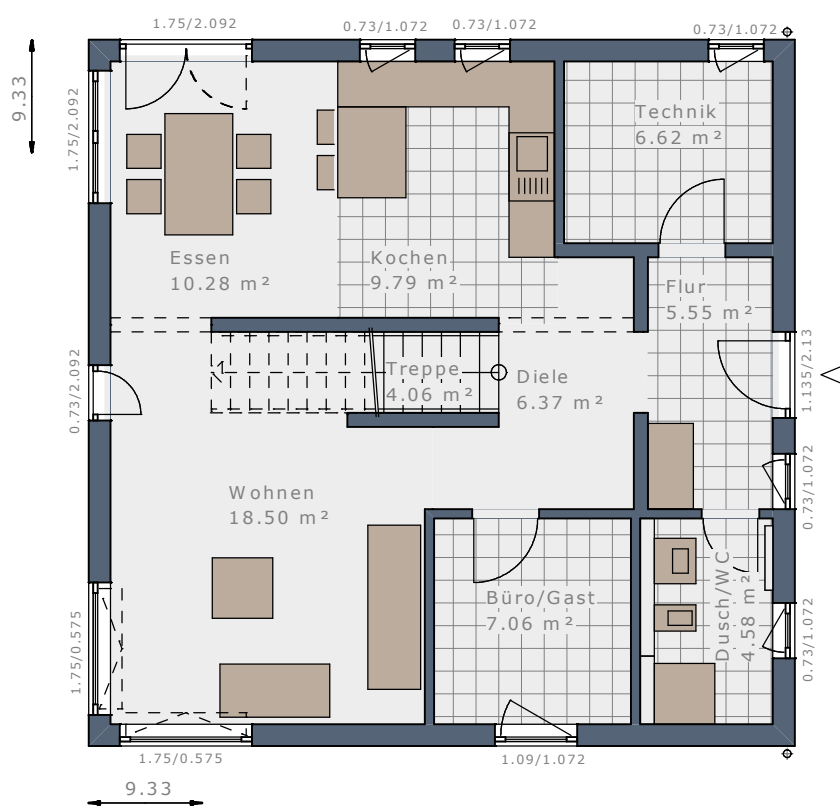 1.75/2.092
0.73/1.072
0.73/1.072
0.73/1.072
9.33
1.75/2.092
Technik
6.62 m²
Essen
10.28 m²
Kochen
9.79 m²
Flur
5.55 m²
0.73/2.092
Treppe
4.06 m²
Diele
6.37 m²
1.135/2.13
Wohnen
18.50 m²
0.73/1.072
Büro/Gast
7.06 m²
Dusch/WC
4.58 m²
0.73/1.072
1.75/0.575
1.75/0.575
1.09/1.072
9.33